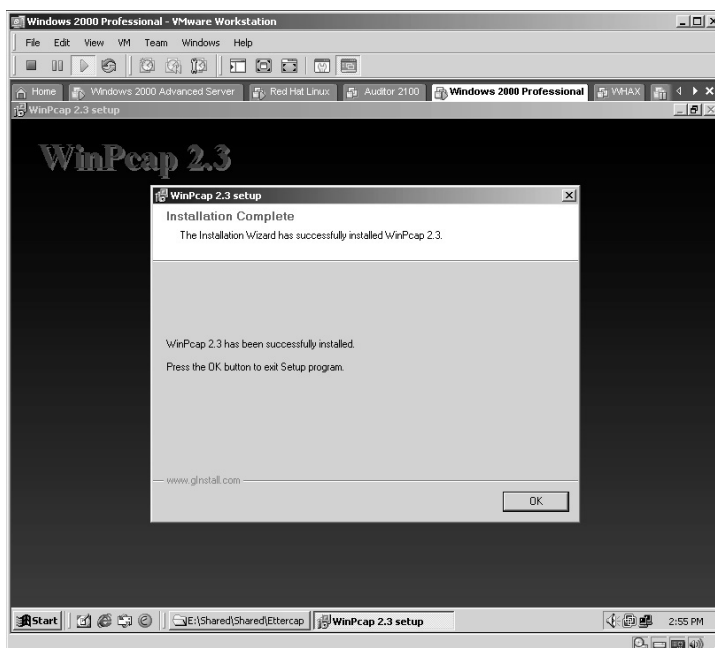 Windows 2000 Professional - VMware Workstation
File Edit View VM Team Windows Help
Home Windows 2000 Advanced Server Red Hat Linux Auditor 2100 Windows 2000 Professional WHAX
WinPcap 2.3 setup
WinPcap 2.3
WinPcap 2.3 setup
Installation Complete
The Installation Wizard has successfully installed WinPcap 2.3.
WinPcap 2.3 has been successfully installed.
Press the OK button to exit Setup program.
www.ginstall.com
OK
Start E:\Shared\Shared\Ettercap WinPcap 2.3 setup 2:55 PM